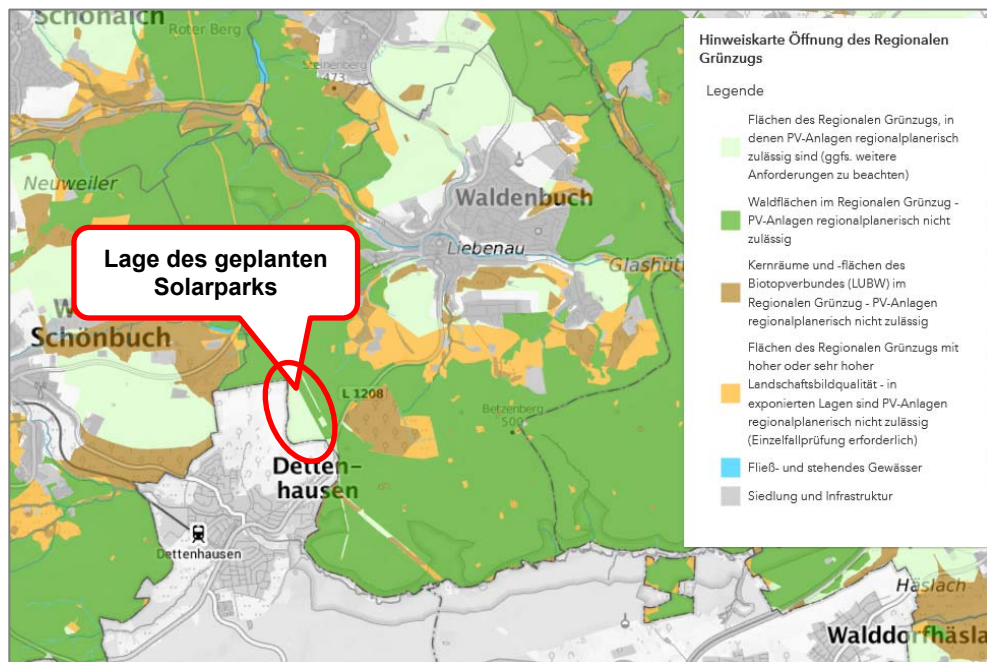 Schönaich
Roter Berg
Steinenberg
473
Neuweiler
Waldenbuch
Liebenau
Glashütt
Lage des geplanten
Solarparks
W
Schönbuch
L 1208
Betzenberg
500
Detten-
hausen
Dettenhausen
Häslach
Walddorfhäsla
Hinweiskarte Öffnung des Regionalen
Grünzugs
Legende
Flächen des Regionalen Grünzugs, in
denen PV-Anlagen regionalplanerisch
zulässig sind (ggfs. weitere
Anforderungen zu beachten)
Waldflächen im Regionalen Grünzug -
PV-Anlagen regionalplanerisch nicht
zulässig
Kernräume und -flächen des
Biotopverbundes (LUBW) im
Regionalen Grünzug - PV-Anlagen
regionalplanerisch nicht zulässig
Flächen des Regionalen Grünzugs mit
hoher oder sehr hoher
Landschaftsbildqualität - in
exponierten Lagen sind PV-Anlagen
regionalplanerisch nicht zulässig
(Einzelfallprüfung erforderlich)
Fließ- und stehendes Gewässer
Siedlung und Infrastruktur